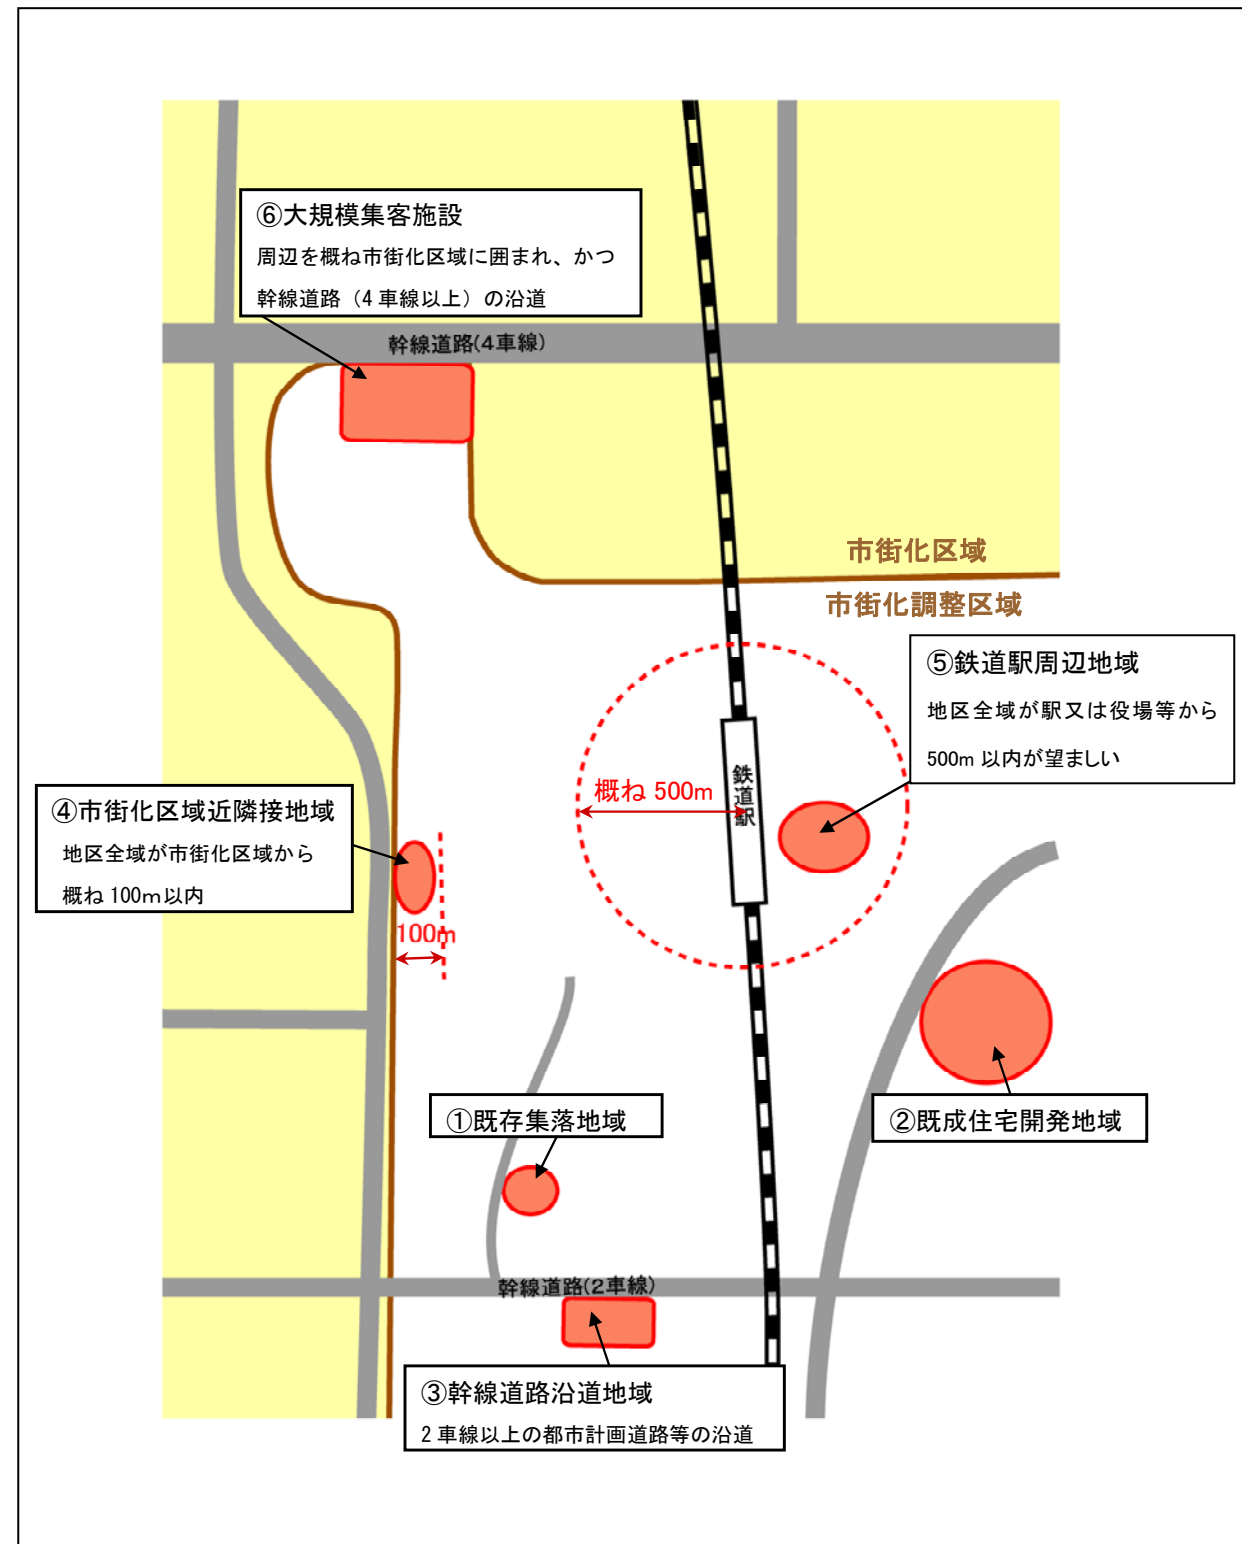 ⑥大規模集客施設
周辺を概ね市街化区域に囲まれ、かつ
幹線道路（4 車線以上）の沿道
幹線道路(4車線)
市街化区域
市街化調整区域
⑤鉄道駅周辺地域
地区全域が駅又は役場等から
500m 以内が望ましい
鉄道駅
概ね 500m
④市街化区域近隣接地域
地区全域が市街化区域から
概ね 100ｍ以内
100m
①既存集落地域
②既成住宅開発地域
幹線道路(2車線)
③幹線道路沿道地域
2 車線以上の都市計画道路等の沿道